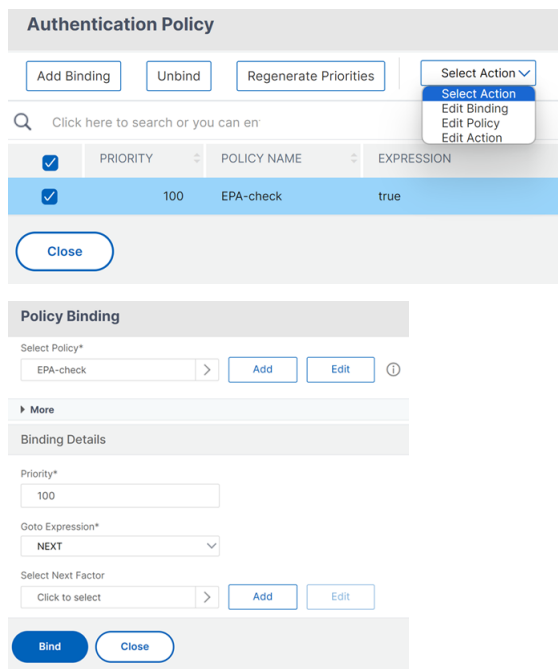 Authentication Policy
Add Binding Unbind Regenerate Priorities Select Action
Select Action
Edit Binding
Edit Policy
Edit Action
Click here to search or you can en
PRIORITY POLICY NAME EXPRESSION
100 EPA-check true
Close
Policy Binding
Select Policy*
EPA-check Add Edit
More
Binding Details
Priority*
100
Goto Expression*
NEXT
Select Next Factor
Click to select Add Edit
Bind Close